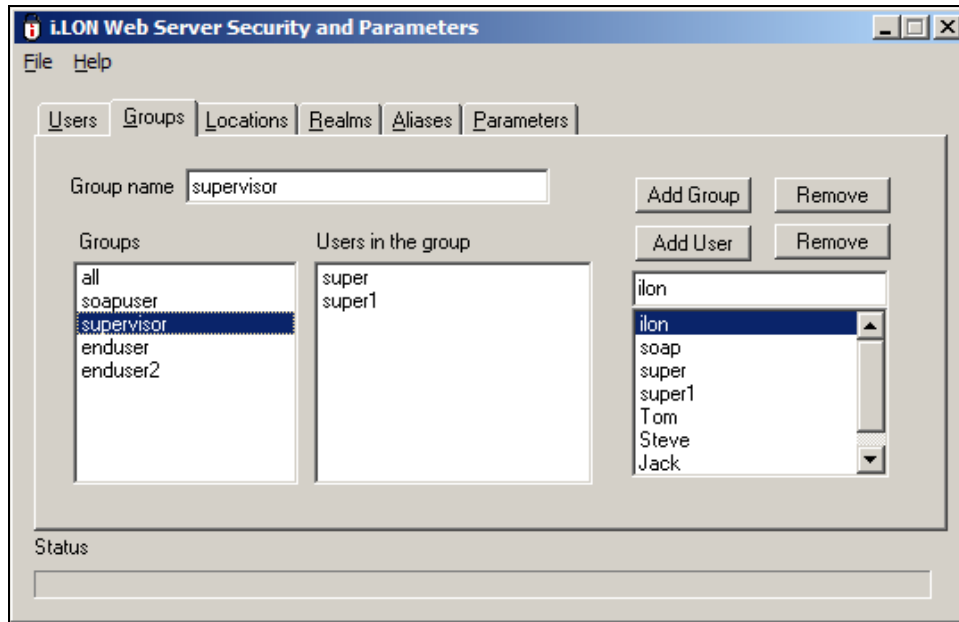 i.LON Web Server Security and Parameters
File Help
Users Groups Locations Realms Aliases Parameters
Group name supervisor
Add Group Remove
Groups Users in the group Add User Remove
all super ilon
soapuser super1 ilon
supervisor soap
enduser super
enduser2 super1
Tom
Steve
Jack
Status